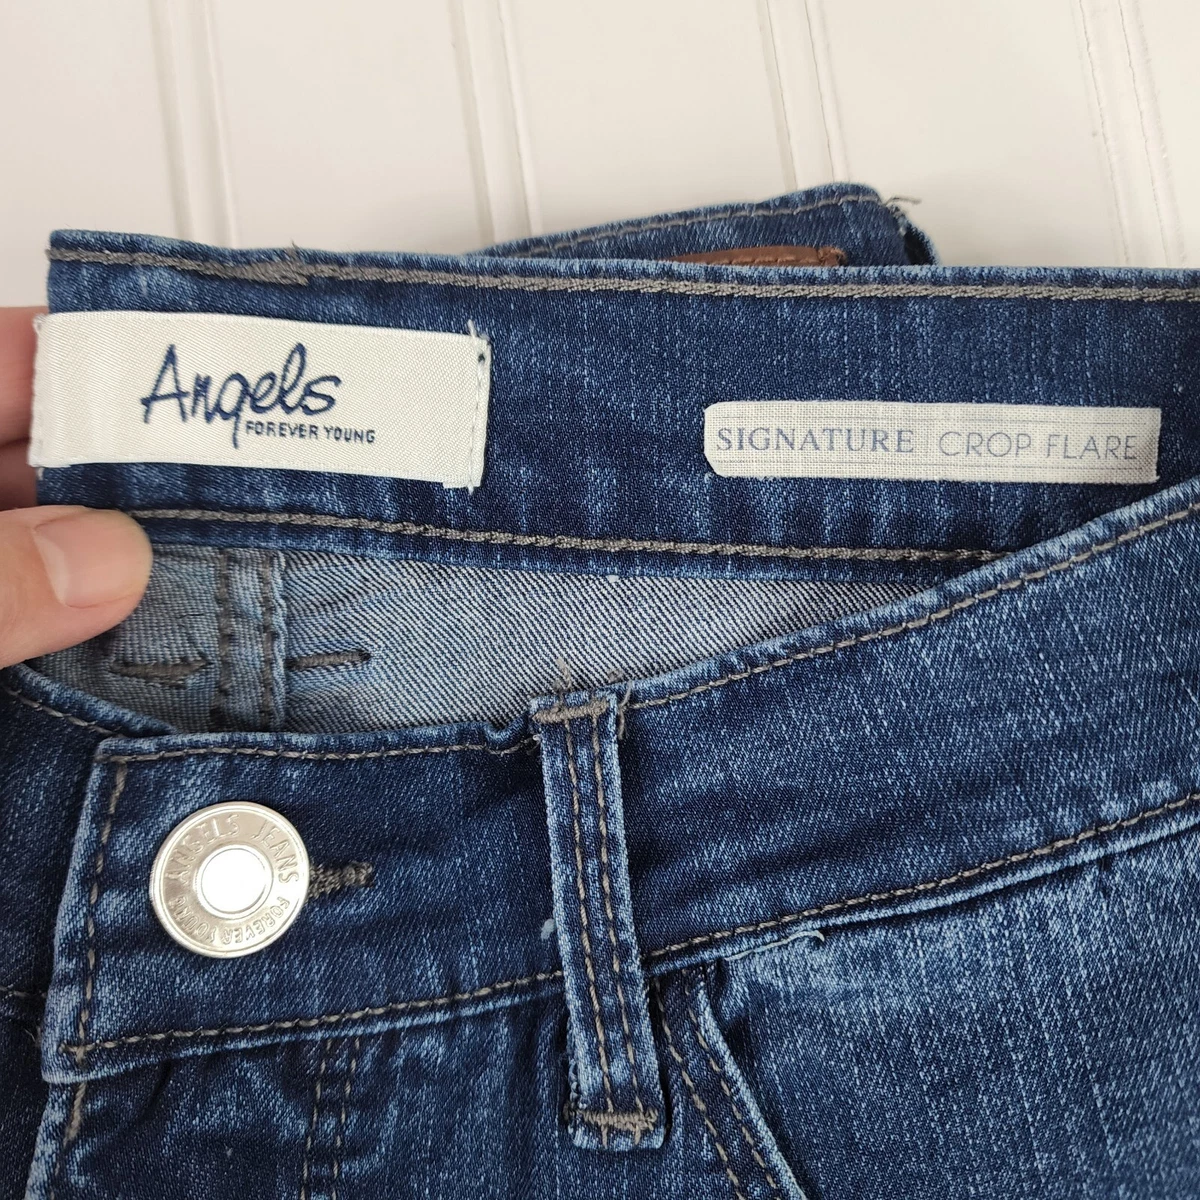 Angels
FOREVER YOUNG
SIGNATURE | CROP FLARE
ANGELS JEANS
FOREVER YOUNG